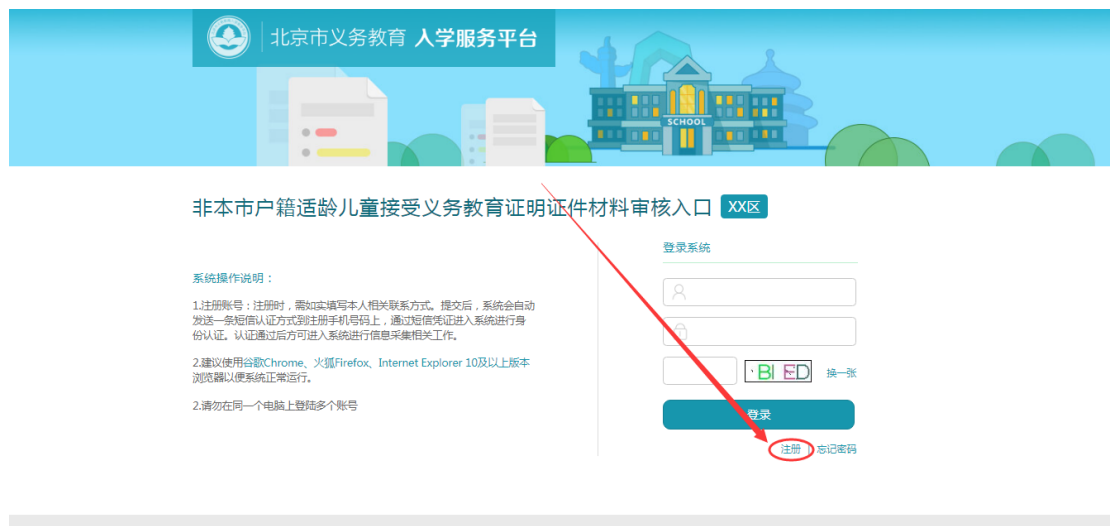 北京市义务教育 入学服务平台
SCHOOL
非本市户籍适龄儿童接受义务教育证明证件材料审核入口 XX区
登录系统
系统操作说明：
1.注册账号：注册时，需如实填写本人相关联系方式。提交后，系统会自动
发送一条短信认证方式到注册手机号码上，通过短信凭证进入系统进行身
份认证。认证通过后方可进入系统进行信息采集相关工作。
2.建议使用谷歌Chrome、火狐Firefox、Internet Explorer 10及以上版本
浏览器以便系统正常运行。
2.请勿在同一个电脑上登陆多个账号
BIED 换一张
登录
注册 | 忘记密码